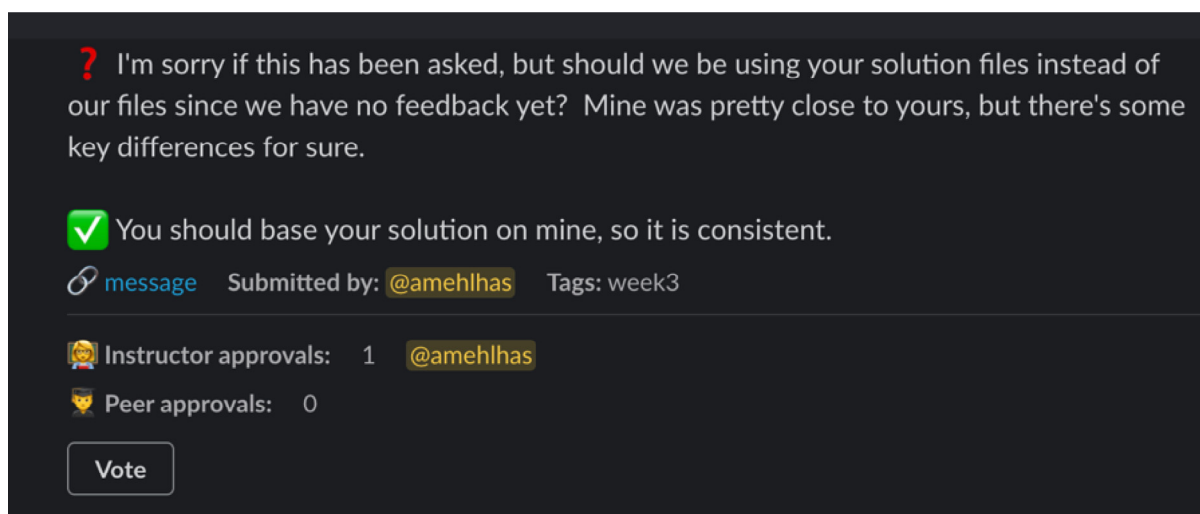 ❓ I'm sorry if this has been asked, but should we be using your solution files instead of
our files since we have no feedback yet?  Mine was pretty close to yours, but there's some
key differences for sure.
✅ You should base your solution on mine, so it is consistent.
🔗 message Submitted by: @amehlhas Tags: week3
👩‍🏫 Instructor approvals: 1 @amehlhas
👨‍🎓 Peer approvals: 0
Vote